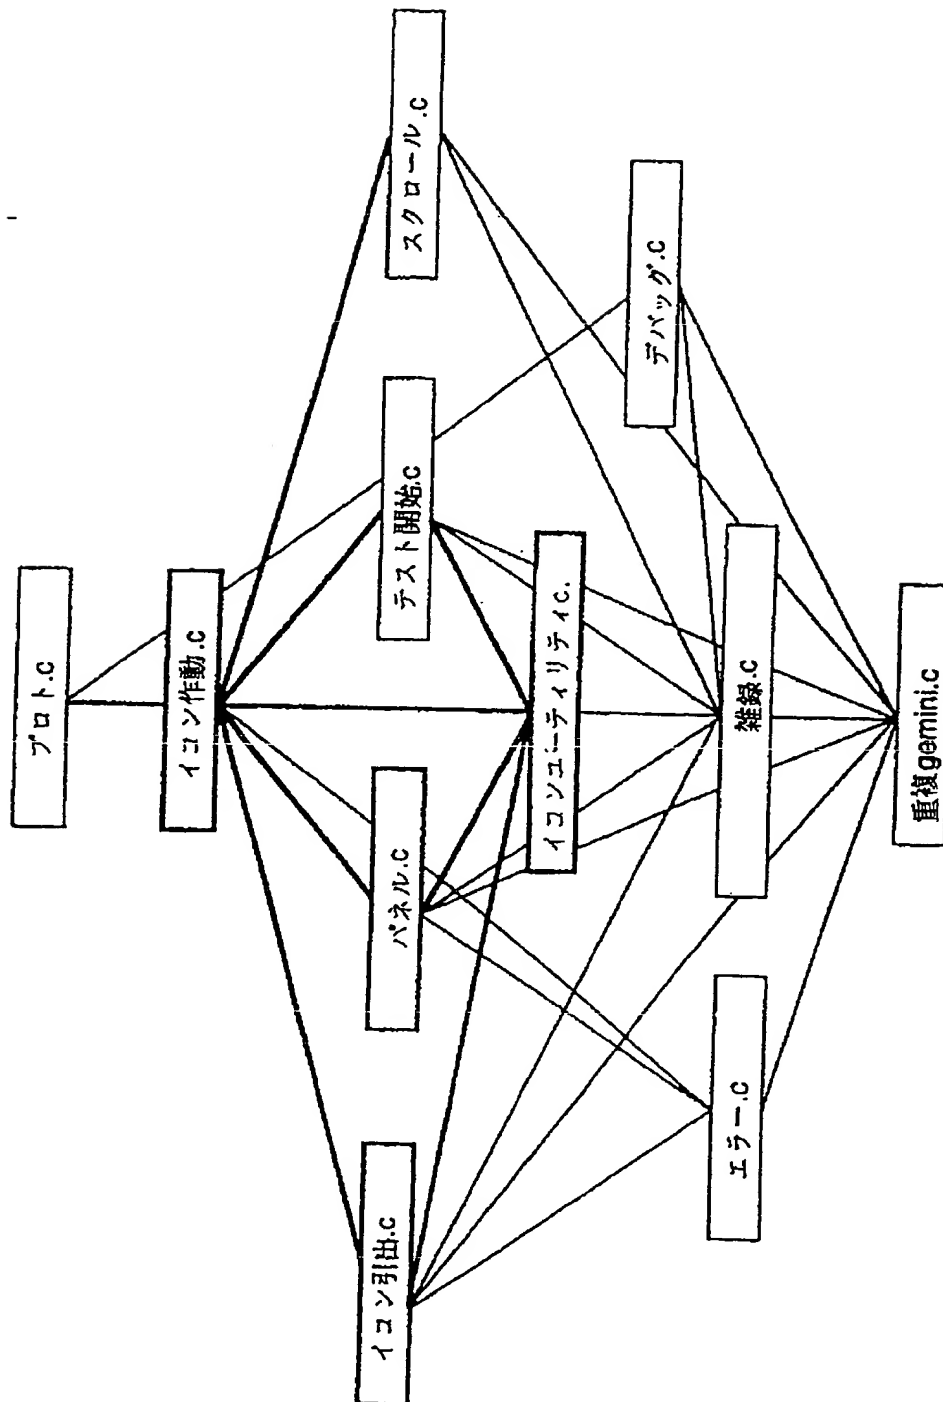 プロト.c
イコン作動.c
イコン引出.c
パネル.c
テスト開始.c
スクロール.c
イコンユーティリティc.
エラー.c
雑録.c
デバッグ.c
重複gemini.c